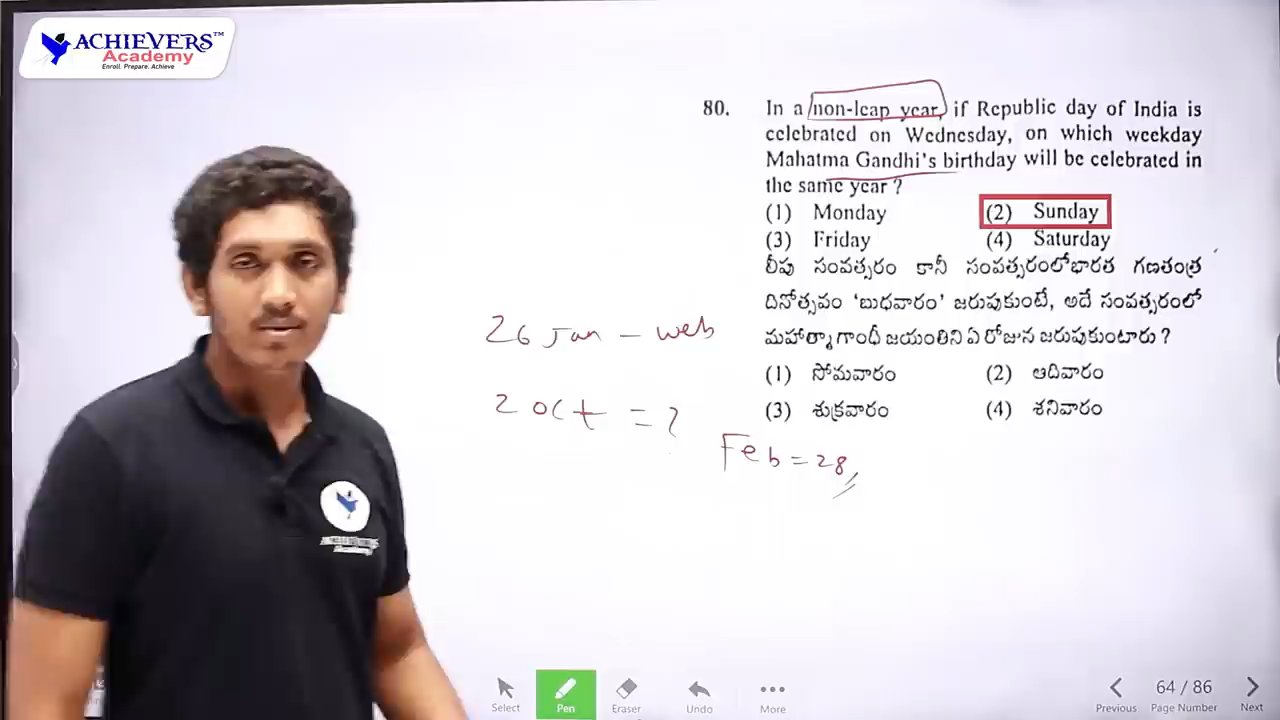 ACHIEVERS™
Academy
Enroll. Prepare. Achieve
80. In a non-leap year, if Republic day of India is
celebrated on Wednesday, on which weekday
Mahatma Gandhi's birthday will be celebrated in
the same year ?
(1) Monday (2) Sunday
(3) Friday (4) Saturday
లీపు సంవత్సరం కానీ సంవత్సరంలోభారత గణతంత్ర
దినోత్సవం 'బుధవారం' జరుపుకుంటే, అదే సంవత్సరంలో
మహాత్మా గాంధీ జయంతిని ఏ రోజున జరుపుకుంటారు ?
(1) సోమవారం (2) ఆదివారం
(3) శుక్రవారం (4) శనివారం
26 Jan – web
2 oct = ?
Feb = 28
Academy
Select Pen Eraser Undo More
Previous 64 / 86 Next
Page Number